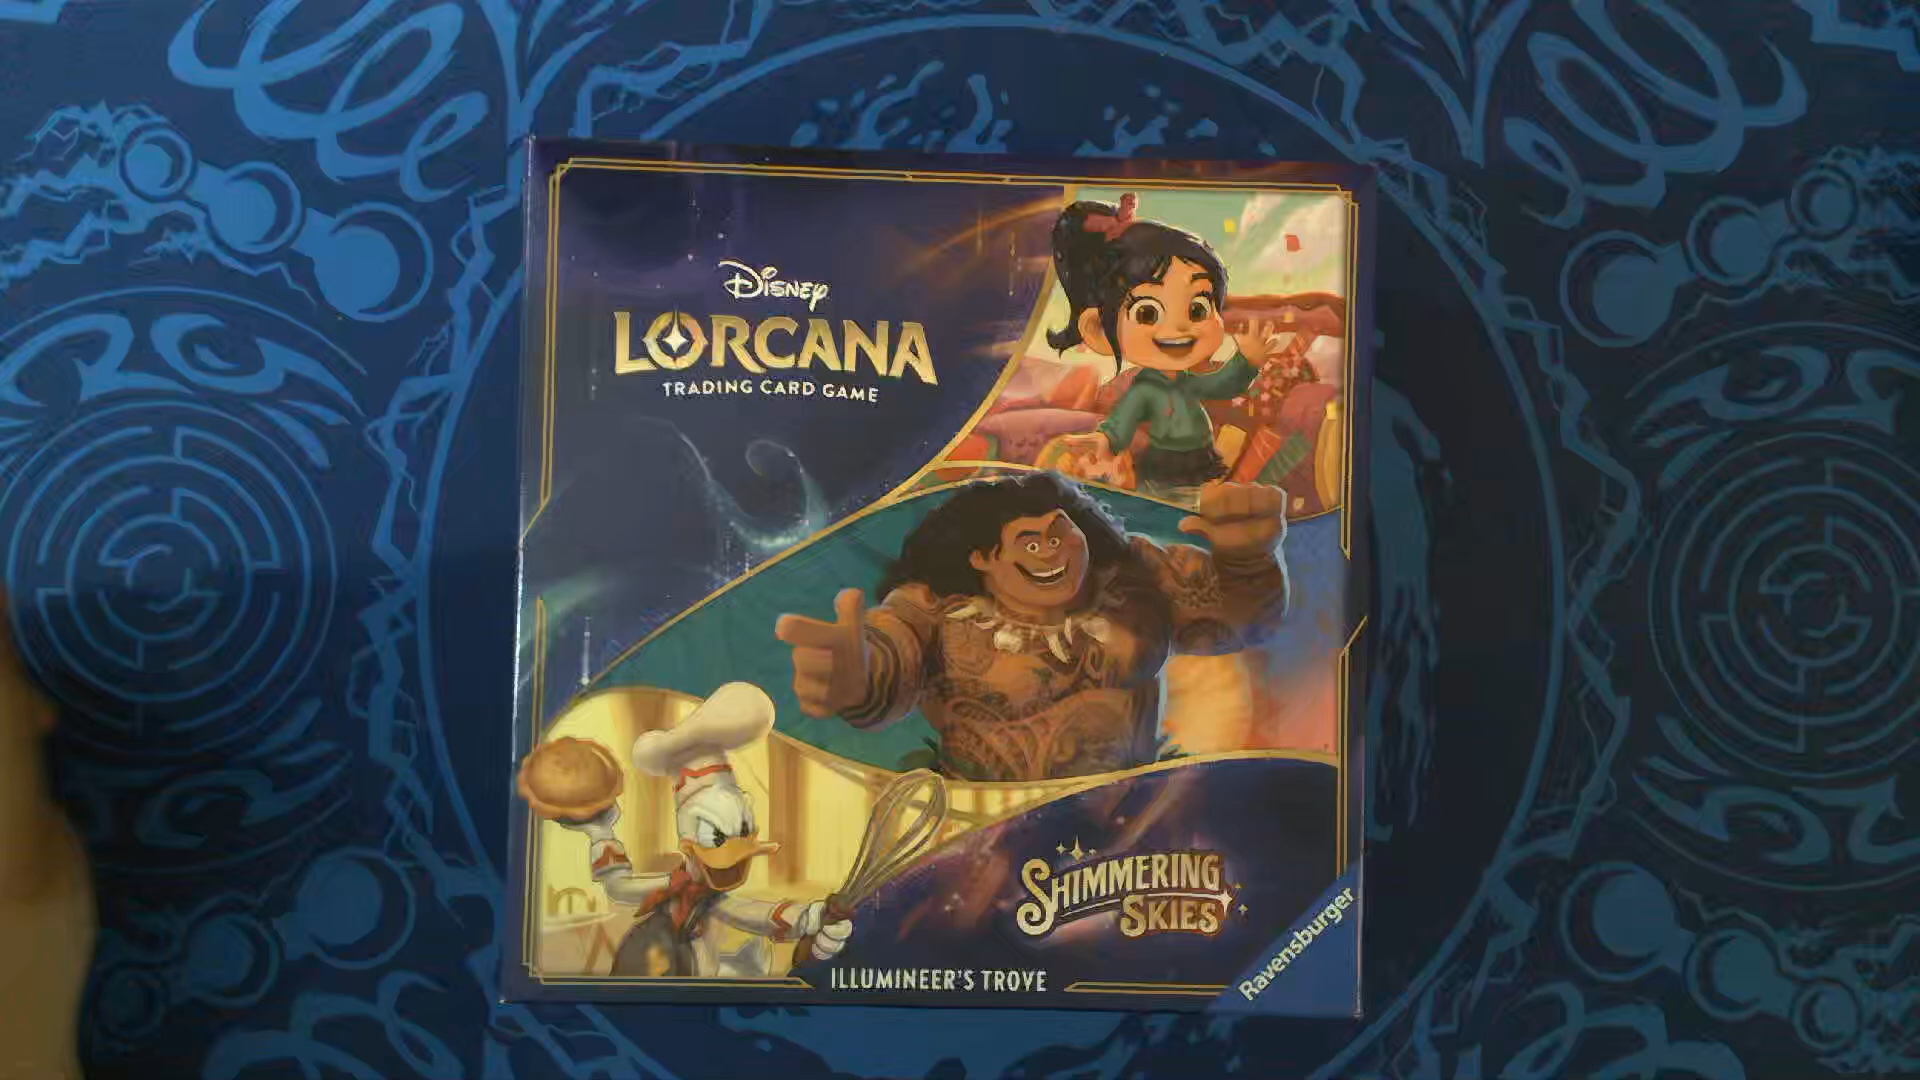 Disney
LORCANA
TRADING CARD GAME
SHIMMERING
SKIES
ILLUMINEER'S TROVE
Ravensburger